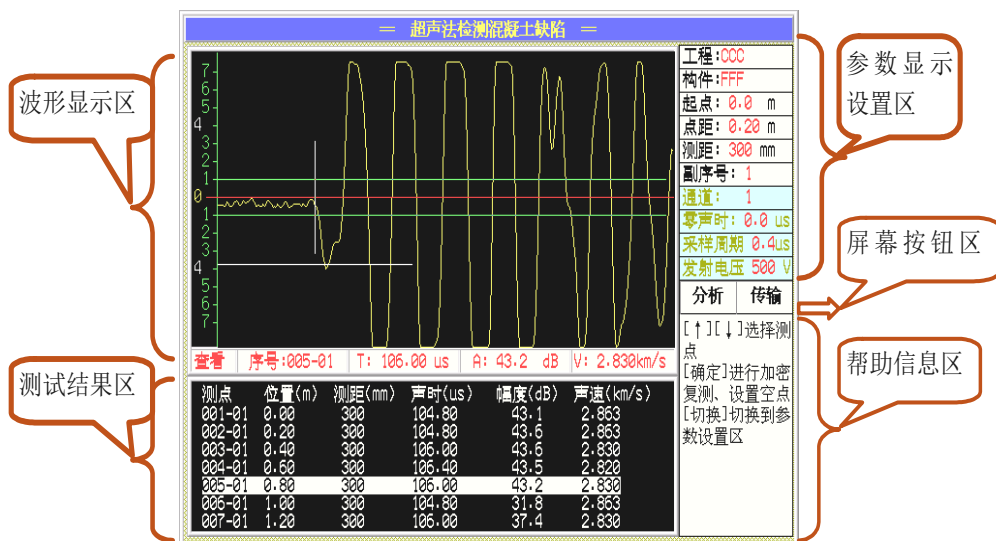 ═ 超声法检测混凝土缺陷 ═
波形显示区
测试结果区
7
6
5
4
3
2
1
0
1
2
3
4
5
6
7
查看 序号:005-01 T: 106.00 us A: 43.2 dB V: 2.830km/s
测点 位置(m) 测距(mm) 声时(us) 幅度(dB) 声速(km/s)
001-01 0.00 300 104.80 43.1 2.863
002-01 0.20 300 104.80 43.6 2.863
003-01 0.40 300 106.00 43.6 2.830
004-01 0.60 300 106.40 43.5 2.820
005-01 0.80 300 106.00 43.2 2.830
006-01 1.00 300 104.80 31.8 2.863
007-01 1.20 300 106.00 37.4 2.830
工程:CCC
构件:FFF
起点: 0.0 m
点距: 0.20 m
测距: 300 mm
副序号: 1
通道: 1
零声时: 0.0 us
采样周期 0.4us
发射电压 500 V
分析 传输
[↑][↓]选择测
点
[确定]进行加密
复测、设置空点
[切换]切换到参
数设置区
参数显示
设置区
屏幕按钮区
帮助信息区